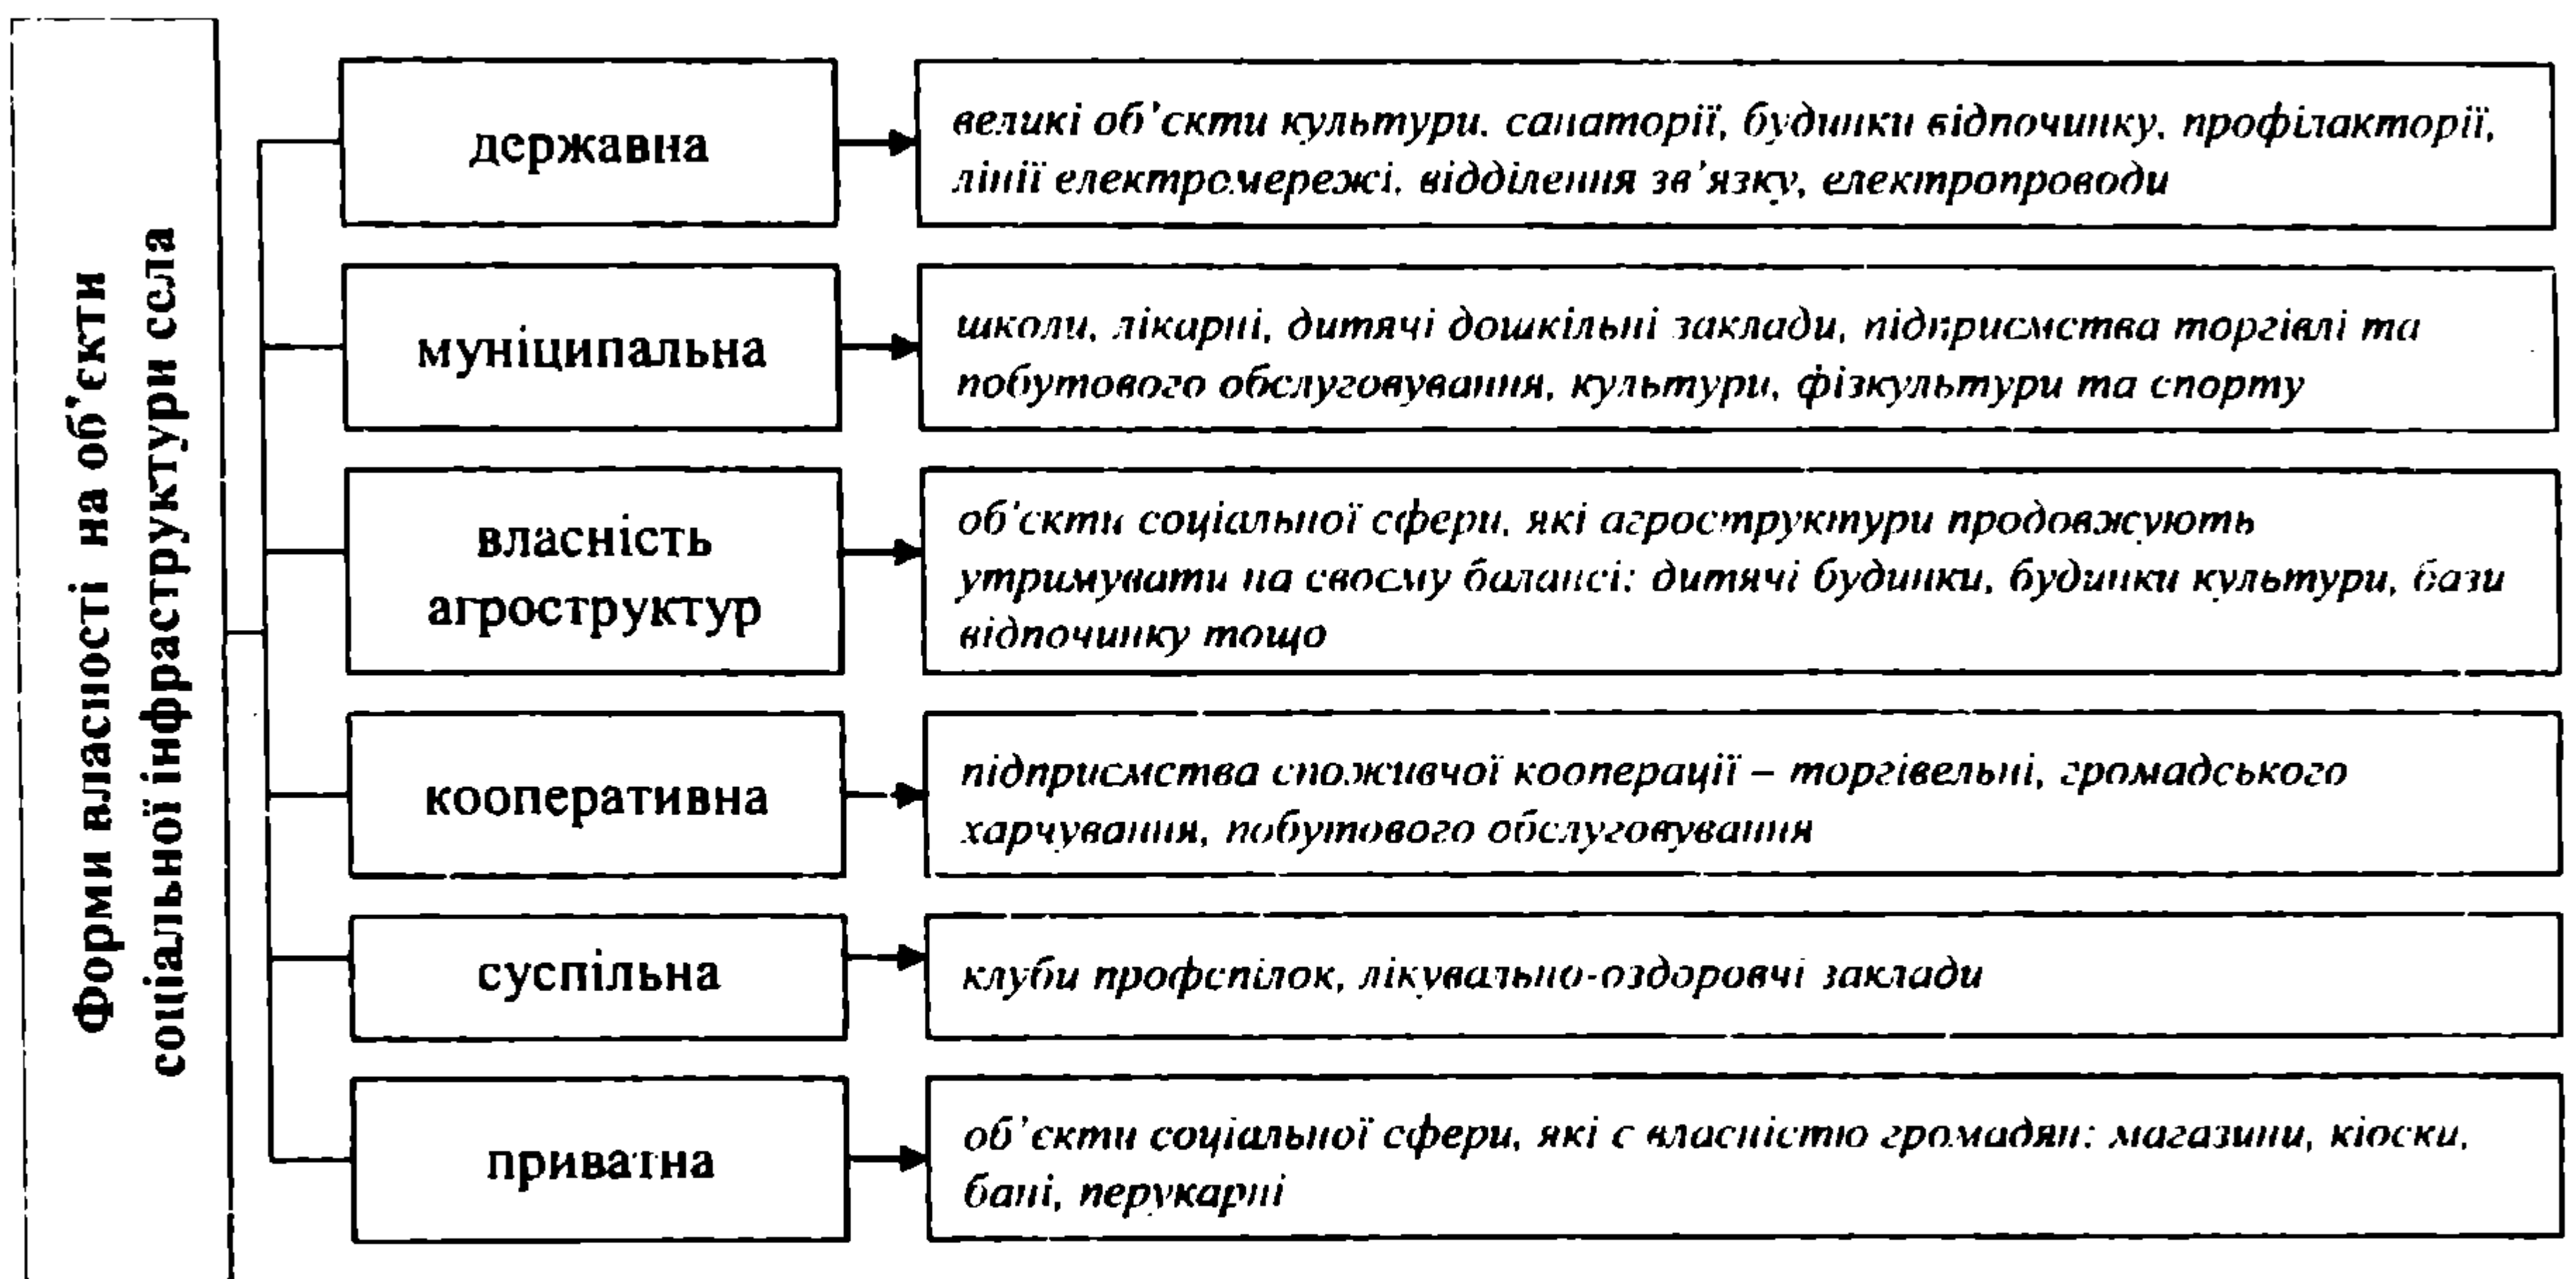 Форми власності на об'єкти
соціальної інфраструктури села
державна
великі об'єкти культури, санаторії, будинки відпочинку, профілакторії,
лінії електромережі, відділення зв'язку, електропроводи
муніципальна
школи, лікарні, дитячі дошкільні заклади, підприємства торгівлі та
побутового обслуговування, культури, фізкультури та спорту
власність
агроструктур
об'єкти соціальної сфери, які агроструктури продовжують
утримувати на своєму балансі: дитячі будинки, будинки культури, бази
відпочинку тощо
кооперативна
підприємства споживчої кооперації – торгівельні, громадського
харчування, побутового обслуговування
суспільна
клуби профспілок, лікувально-оздоровчі заклади
приватна
об'єкти соціальної сфери, які є власністю громадян: магазини, кіоски,
бані, перукарні